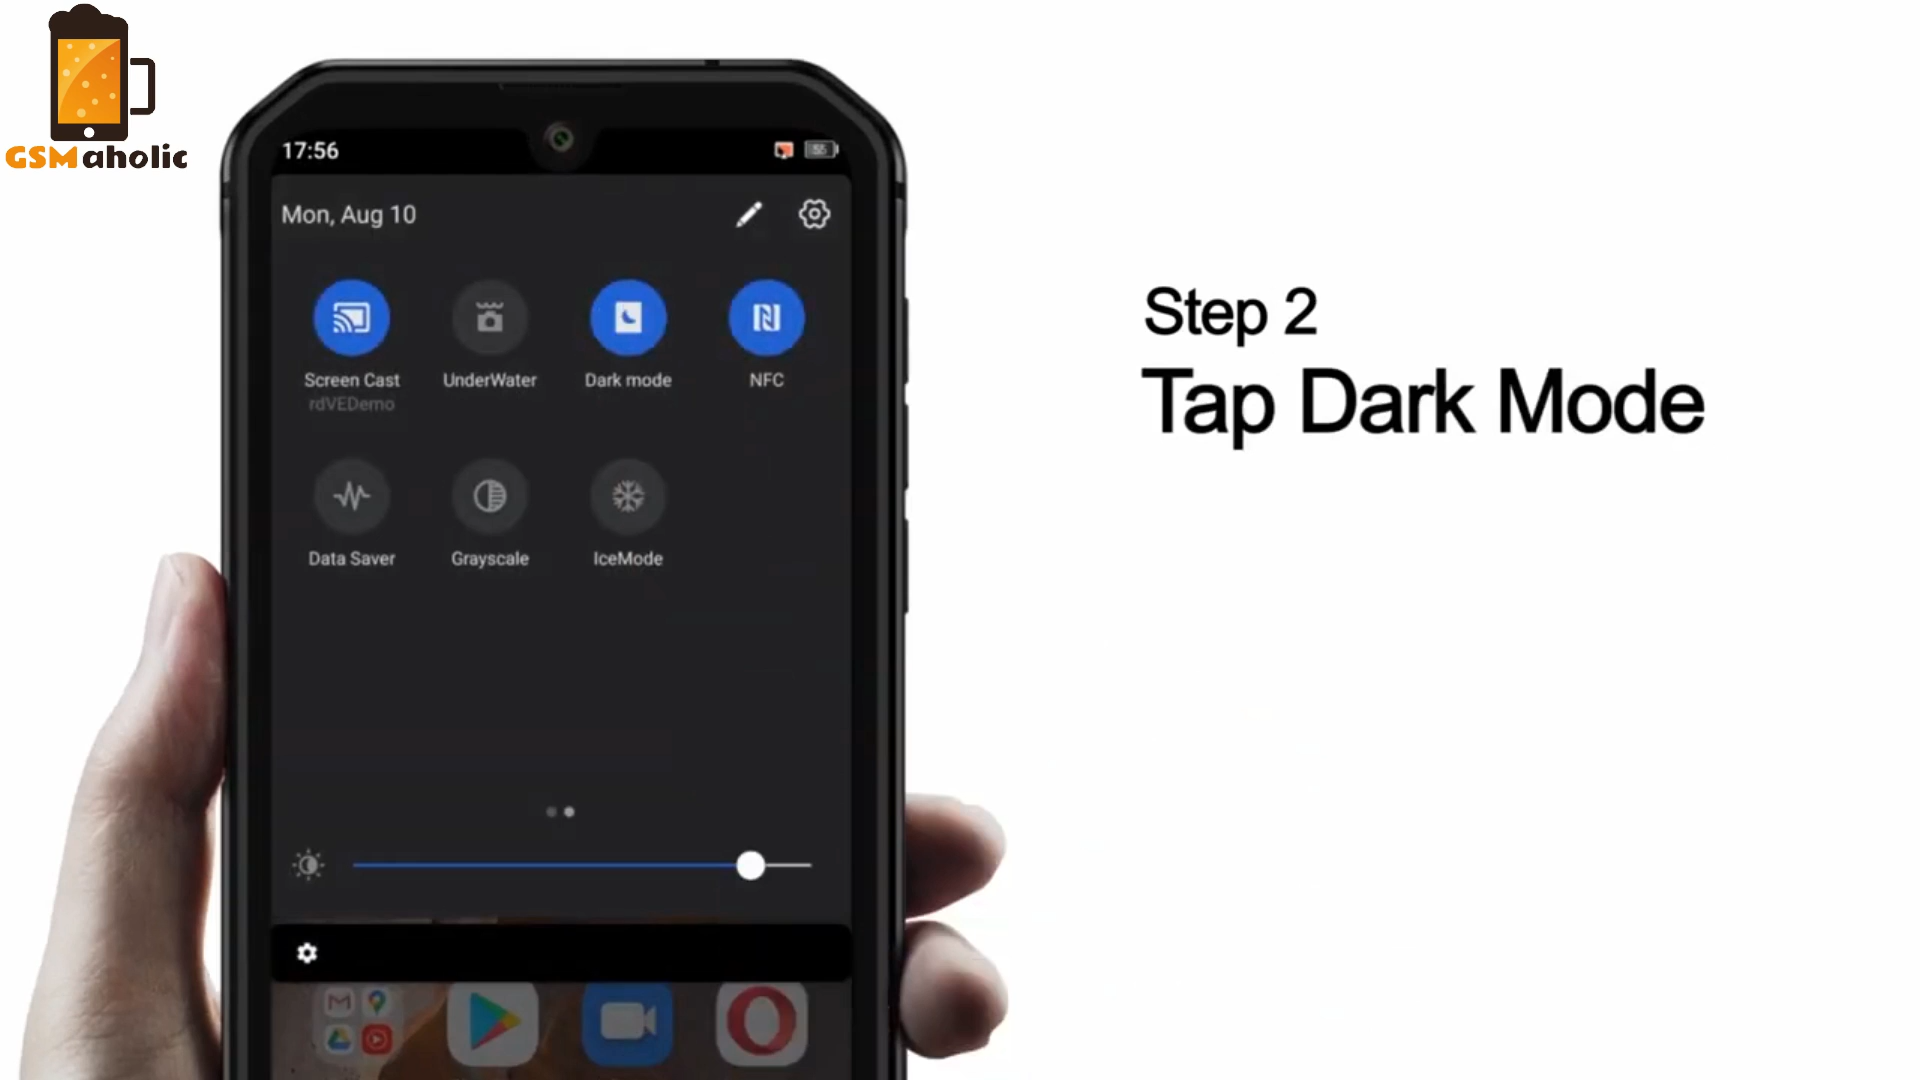 GSMaholic
17:56
55
Mon, Aug 10
Screen Cast
rdVEDemo
UnderWater
Dark mode
NFC
Data Saver
Grayscale
IceMode
Step 2
Tap Dark Mode